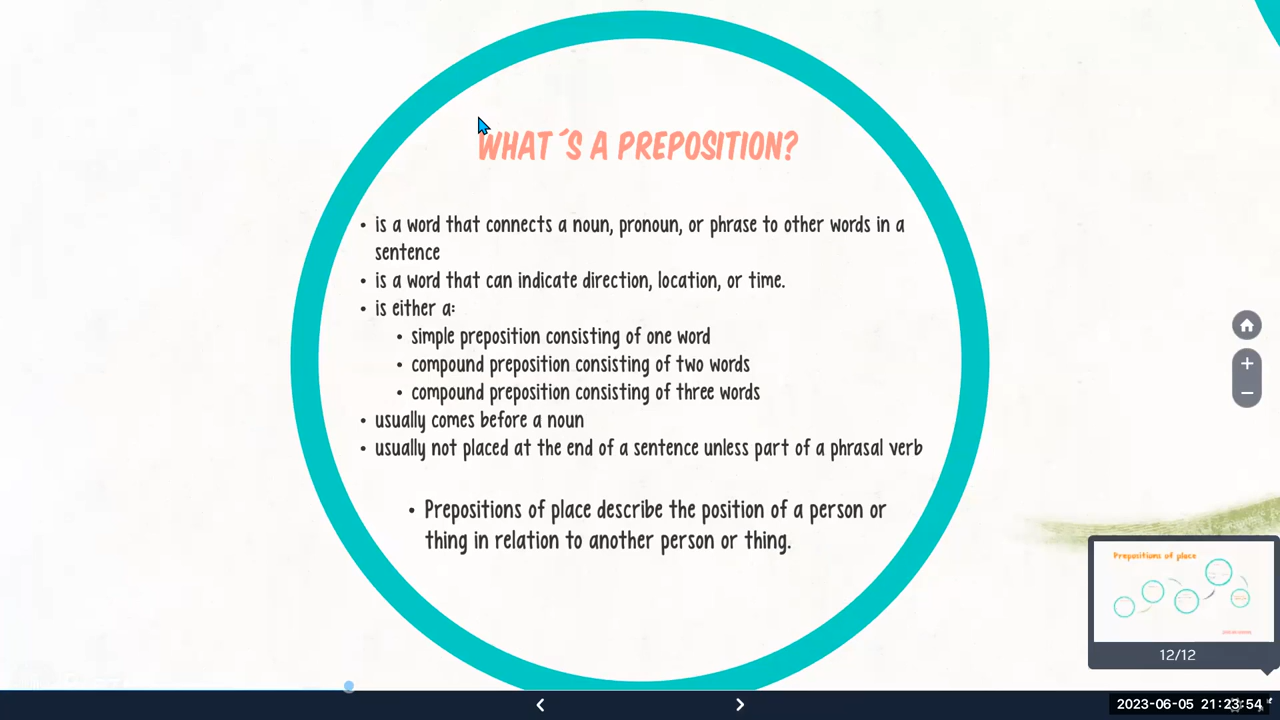 WHAT´S A PREPOSITION?
• is a word that connects a noun, pronoun, or phrase to other words in a
sentence
• is a word that can indicate direction, location, or time.
• is either a:
• simple preposition consisting of one word
• compound preposition consisting of two words
• compound preposition consisting of three words
• usually comes before a noun
• usually not placed at the end of a sentence unless part of a phrasal verb
• Prepositions of place describe the position of a person or
thing in relation to another person or thing.
Prepositions of place
12/12
2023-06-05 21:23:54